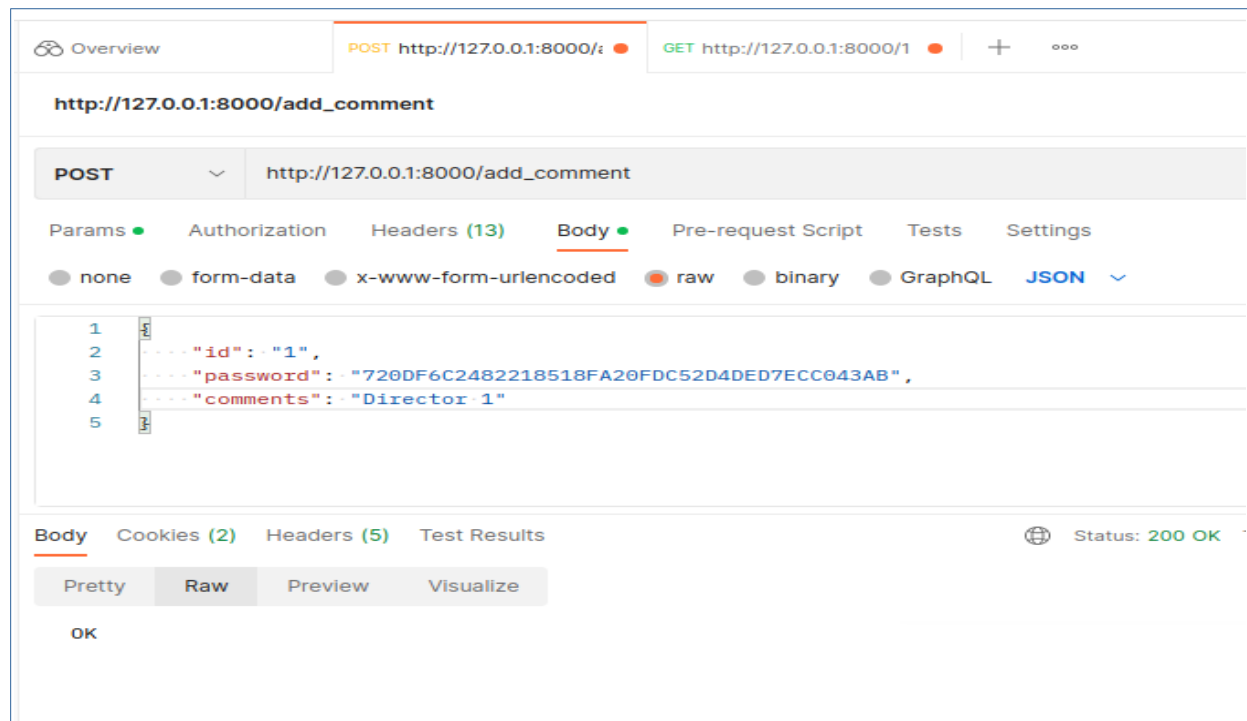 Overview POST http://127.0.0.1:8000/a GET http://127.0.0.1:8000/1
http://127.0.0.1:8000/add_comment
POST http://127.0.0.1:8000/add_comment
Params Authorization Headers (13) Body Pre-request Script Tests Settings
none form-data x-www-form-urlencoded raw binary GraphQL JSON
1 {
2 "id": "1",
3 "password": "720DF6C2482218518FA20FDC52D4DED7ECC043AB",
4 "comments": "Director 1"
5 }
Body Cookies (2) Headers (5) Test Results Status: 200 OK
Pretty Raw Preview Visualize
OK